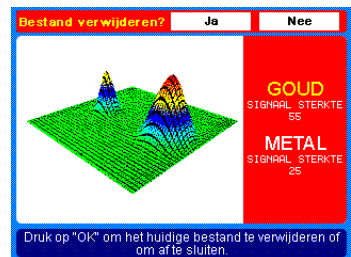 Bestand verwijderen? Ja Nee
GOUD
SIGNAAL STERKTE
55
METAL
SIGNAAL STERKTE
25
Druk op "OK" om het huidige bestand te verwijderen of
om af te sluiten.